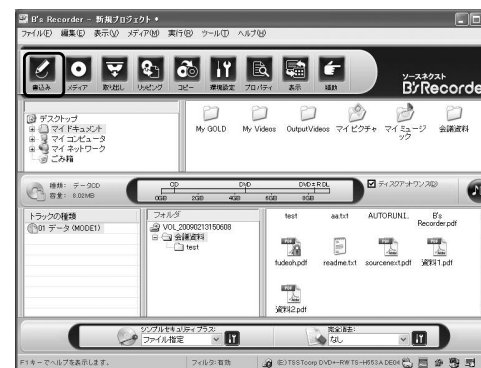 B's Recorder - 新規プロジェクト *
ファイル(F) 編集(E) 表示(V) メディア(M) 実行(R) ツール(T) ヘルプ(H)
書込み メディア 取り出し リッピング コピー 環境設定 プロパティ 表示 補助
ソースネクスト
B'sRecorder
デスクトップ
マイ ドキュメント
マイ コンピュータ
マイ ネットワーク
ごみ箱
My GOLD My Videos OutputVideos マイ ピクチャ マイ ミュージック 会議資料
種類: データCD
容量: 8.02MB
CD DVD DVD±R DL
0GB 2GB 4GB 6GB 8GB
ディスクアットワンス(D)
トラックの種類
01 データ (MODE1)
フォルダ
VOL_20090213150608
会議資料
test
test aa.txt AUTORUN.I... B's Recorder.pdf
fudeoh.pdf readme.txt sourcenext.pdf 資料1.pdf
資料2.pdf
シンプルセキュリティプラス:
ファイル指定
完全消去:
なし
F1 キーでヘルプを表示します。 フィルタ:有効 (E:)TSSTcorp DVD+-RW TS-H653A DE04